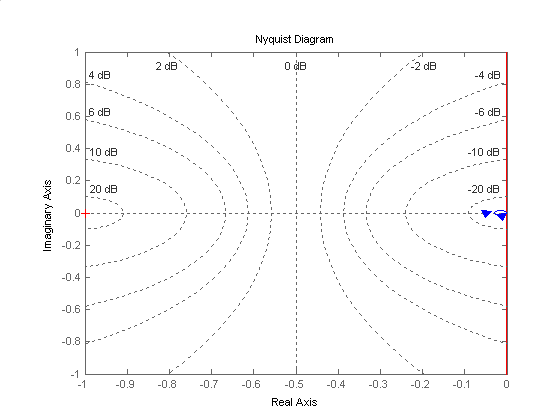 Nyquist Diagram
1
0.8
0.6
0.4
0.2
0
-0.2
-0.4
-0.6
-0.8
-1
Imaginary Axis
2 dB
0 dB
-2 dB
4 dB
-4 dB
6 dB
-6 dB
10 dB
-10 dB
20 dB
-20 dB
-1
-0.9
-0.8
-0.7
-0.6
-0.5
-0.4
-0.3
-0.2
-0.1
0
Real Axis